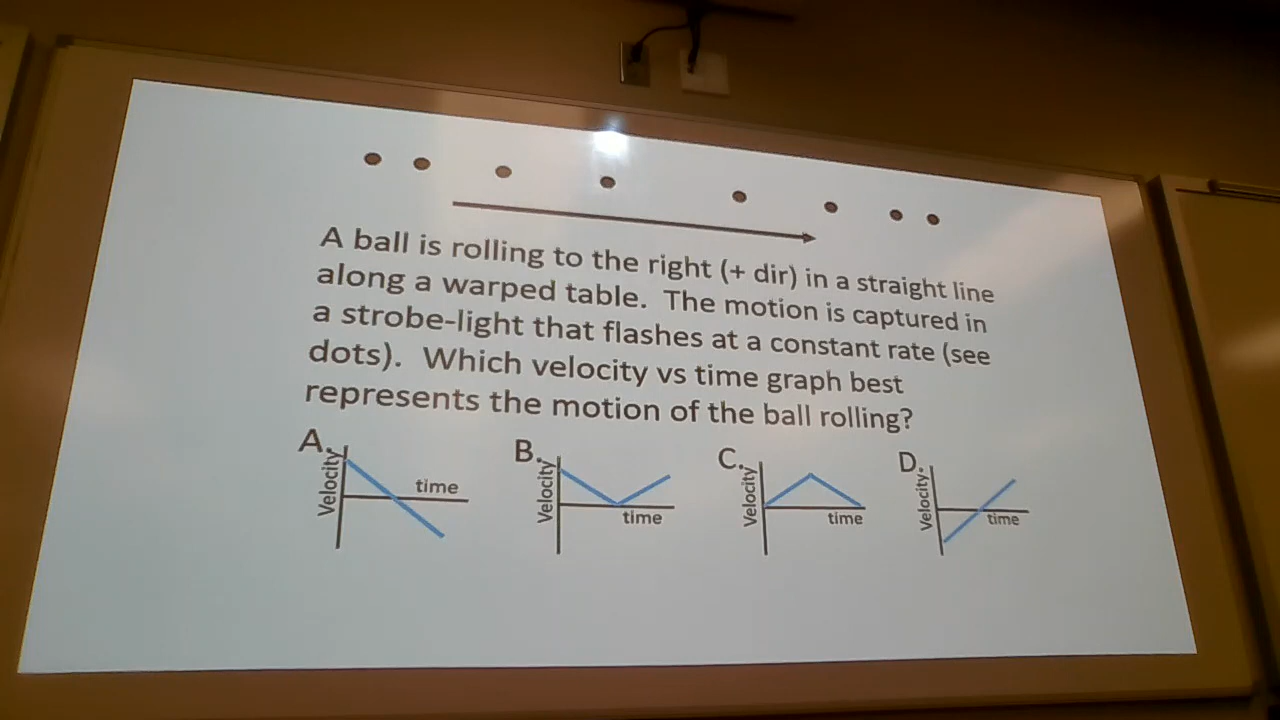 A ball is rolling to the right (+ dir) in a straight line
along a warped table. The motion is captured in
a strobe-light that flashes at a constant rate (see
dots). Which velocity vs time graph best
represents the motion of the ball rolling?
A. B. C. D.
Velocity time Velocity time Velocity time Velocity time